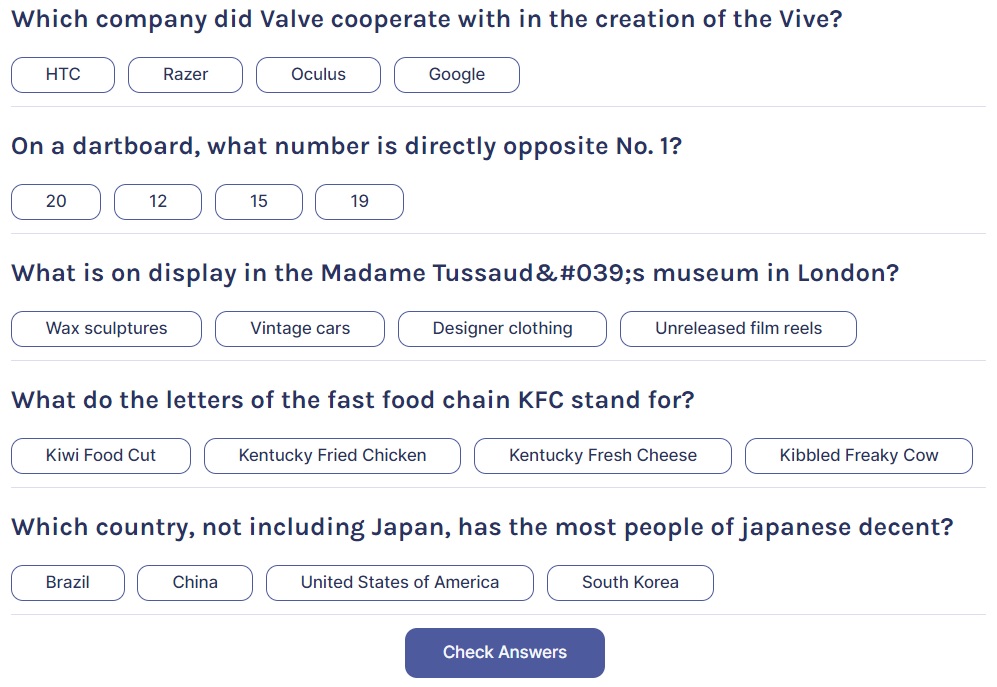 Which company did Valve cooperate with in the creation of the Vive?
HTC Razer Oculus Google
On a dartboard, what number is directly opposite No. 1?
20 12 15 19
What is on display in the Madame Tussaud&#039;s museum in London?
Wax sculptures Vintage cars Designer clothing Unreleased film reels
What do the letters of the fast food chain KFC stand for?
Kiwi Food Cut Kentucky Fried Chicken Kentucky Fresh Cheese Kibbled Freaky Cow
Which country, not including Japan, has the most people of japanese decent?
Brazil China United States of America South Korea
Check Answers